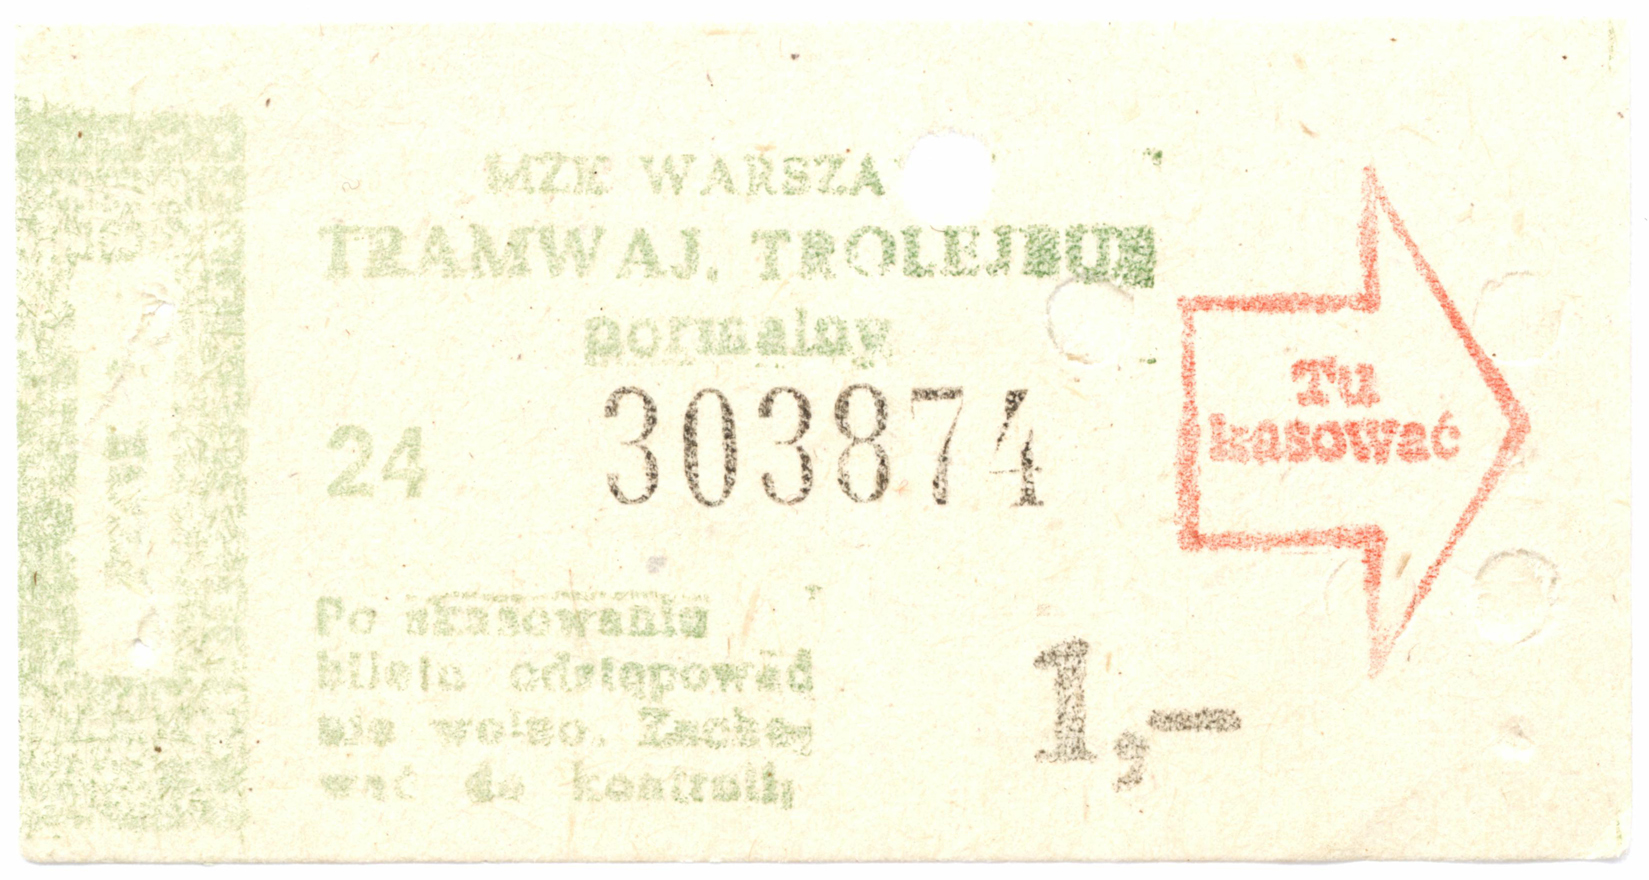 MZK WARSZA
TRAMWAJ, TROLEJBUS
normalny
303874
24
Tu
kasować
Po skasowaniu
biletu odstępować
nie wolno. Zacho
wać do kontroli
1,—